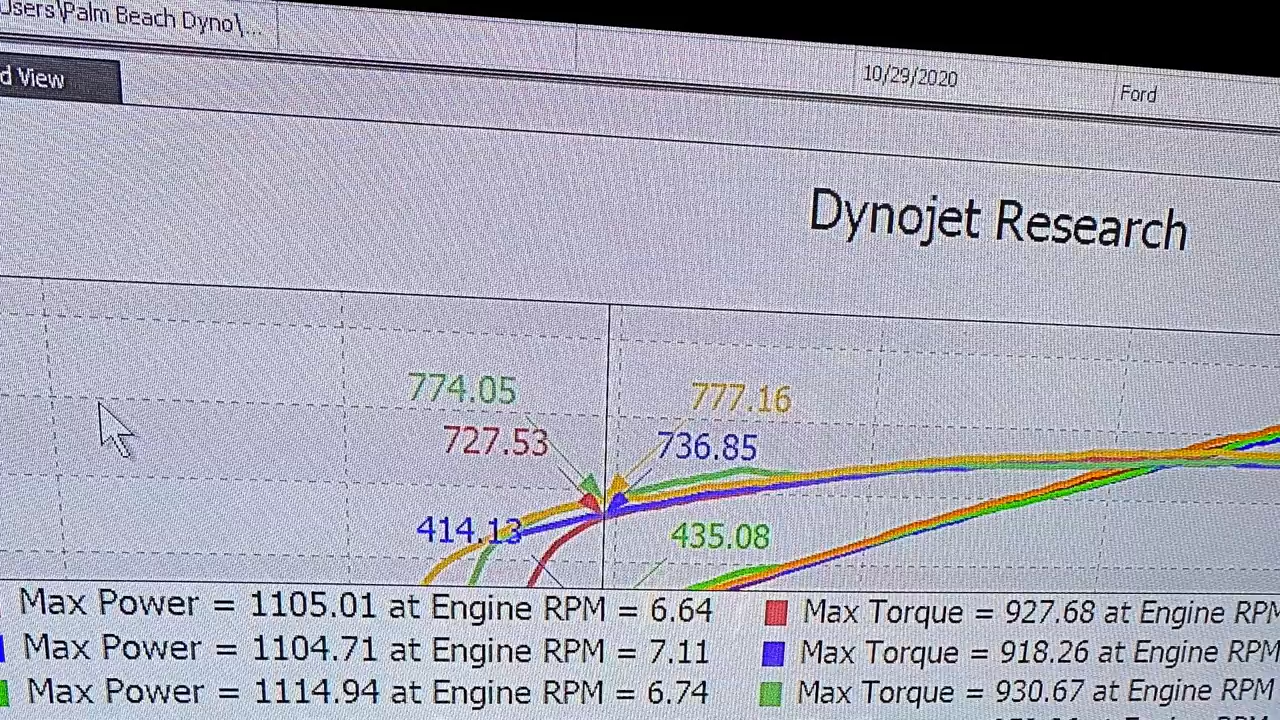 Users\Palm Beach Dyno\...
10/29/2020
Ford
d View
Dynojet Research
774.05
777.16
727.53
736.85
414.13
435.08
Max Power = 1105.01 at Engine RPM = 6.64
Max Torque = 927.68 at Engine RPM
Max Power = 1104.71 at Engine RPM = 7.11
Max Torque = 918.26 at Engine RPM
Max Power = 1114.94 at Engine RPM = 6.74
Max Torque = 930.67 at Engine RPM